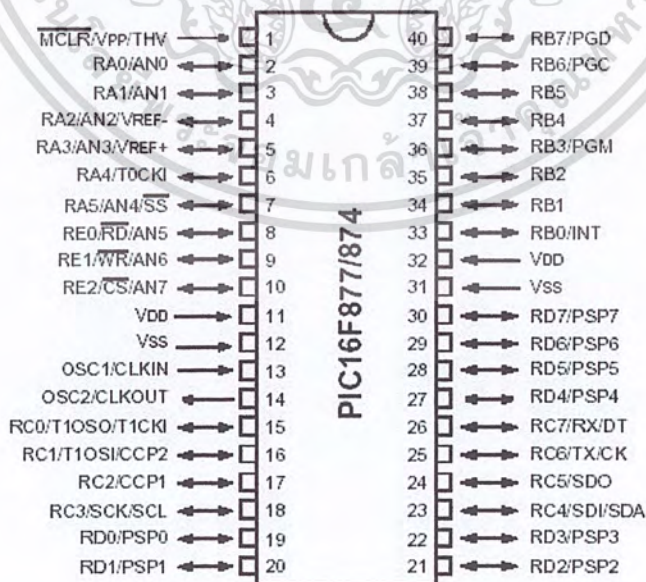 MCLR/VPP/THV 1 40 RB7/PGD
RA0/AN0 2 39 RB6/PGC
RA1/AN1 3 38 RB5
RA2/AN2/VREF- 4 37 RB4
RA3/AN3/VREF+ 5 36 RB3/PGM
RA4/T0CKI 6 35 RB2
RA5/AN4/SS 7 34 RB1
RE0/RD/AN5 8 33 RB0/INT
RE1/WR/AN6 9 32 VDD
RE2/CS/AN7 10 31 VSS
VDD 11 30 RD7/PSP7
VSS 12 29 RD6/PSP6
OSC1/CLKIN 13 28 RD5/PSP5
OSC2/CLKOUT 14 27 RD4/PSP4
RC0/T1OSO/T1CKI 15 26 RC7/RX/DT
RC1/T1OSI/CCP2 16 25 RC6/TX/CK
RC2/CCP1 17 24 RC5/SDO
RC3/SCK/SCL 18 23 RC4/SDI/SDA
RD0/PSP0 19 22 RD3/PSP3
RD1/PSP1 20 21 RD2/PSP2
PIC16F877/874